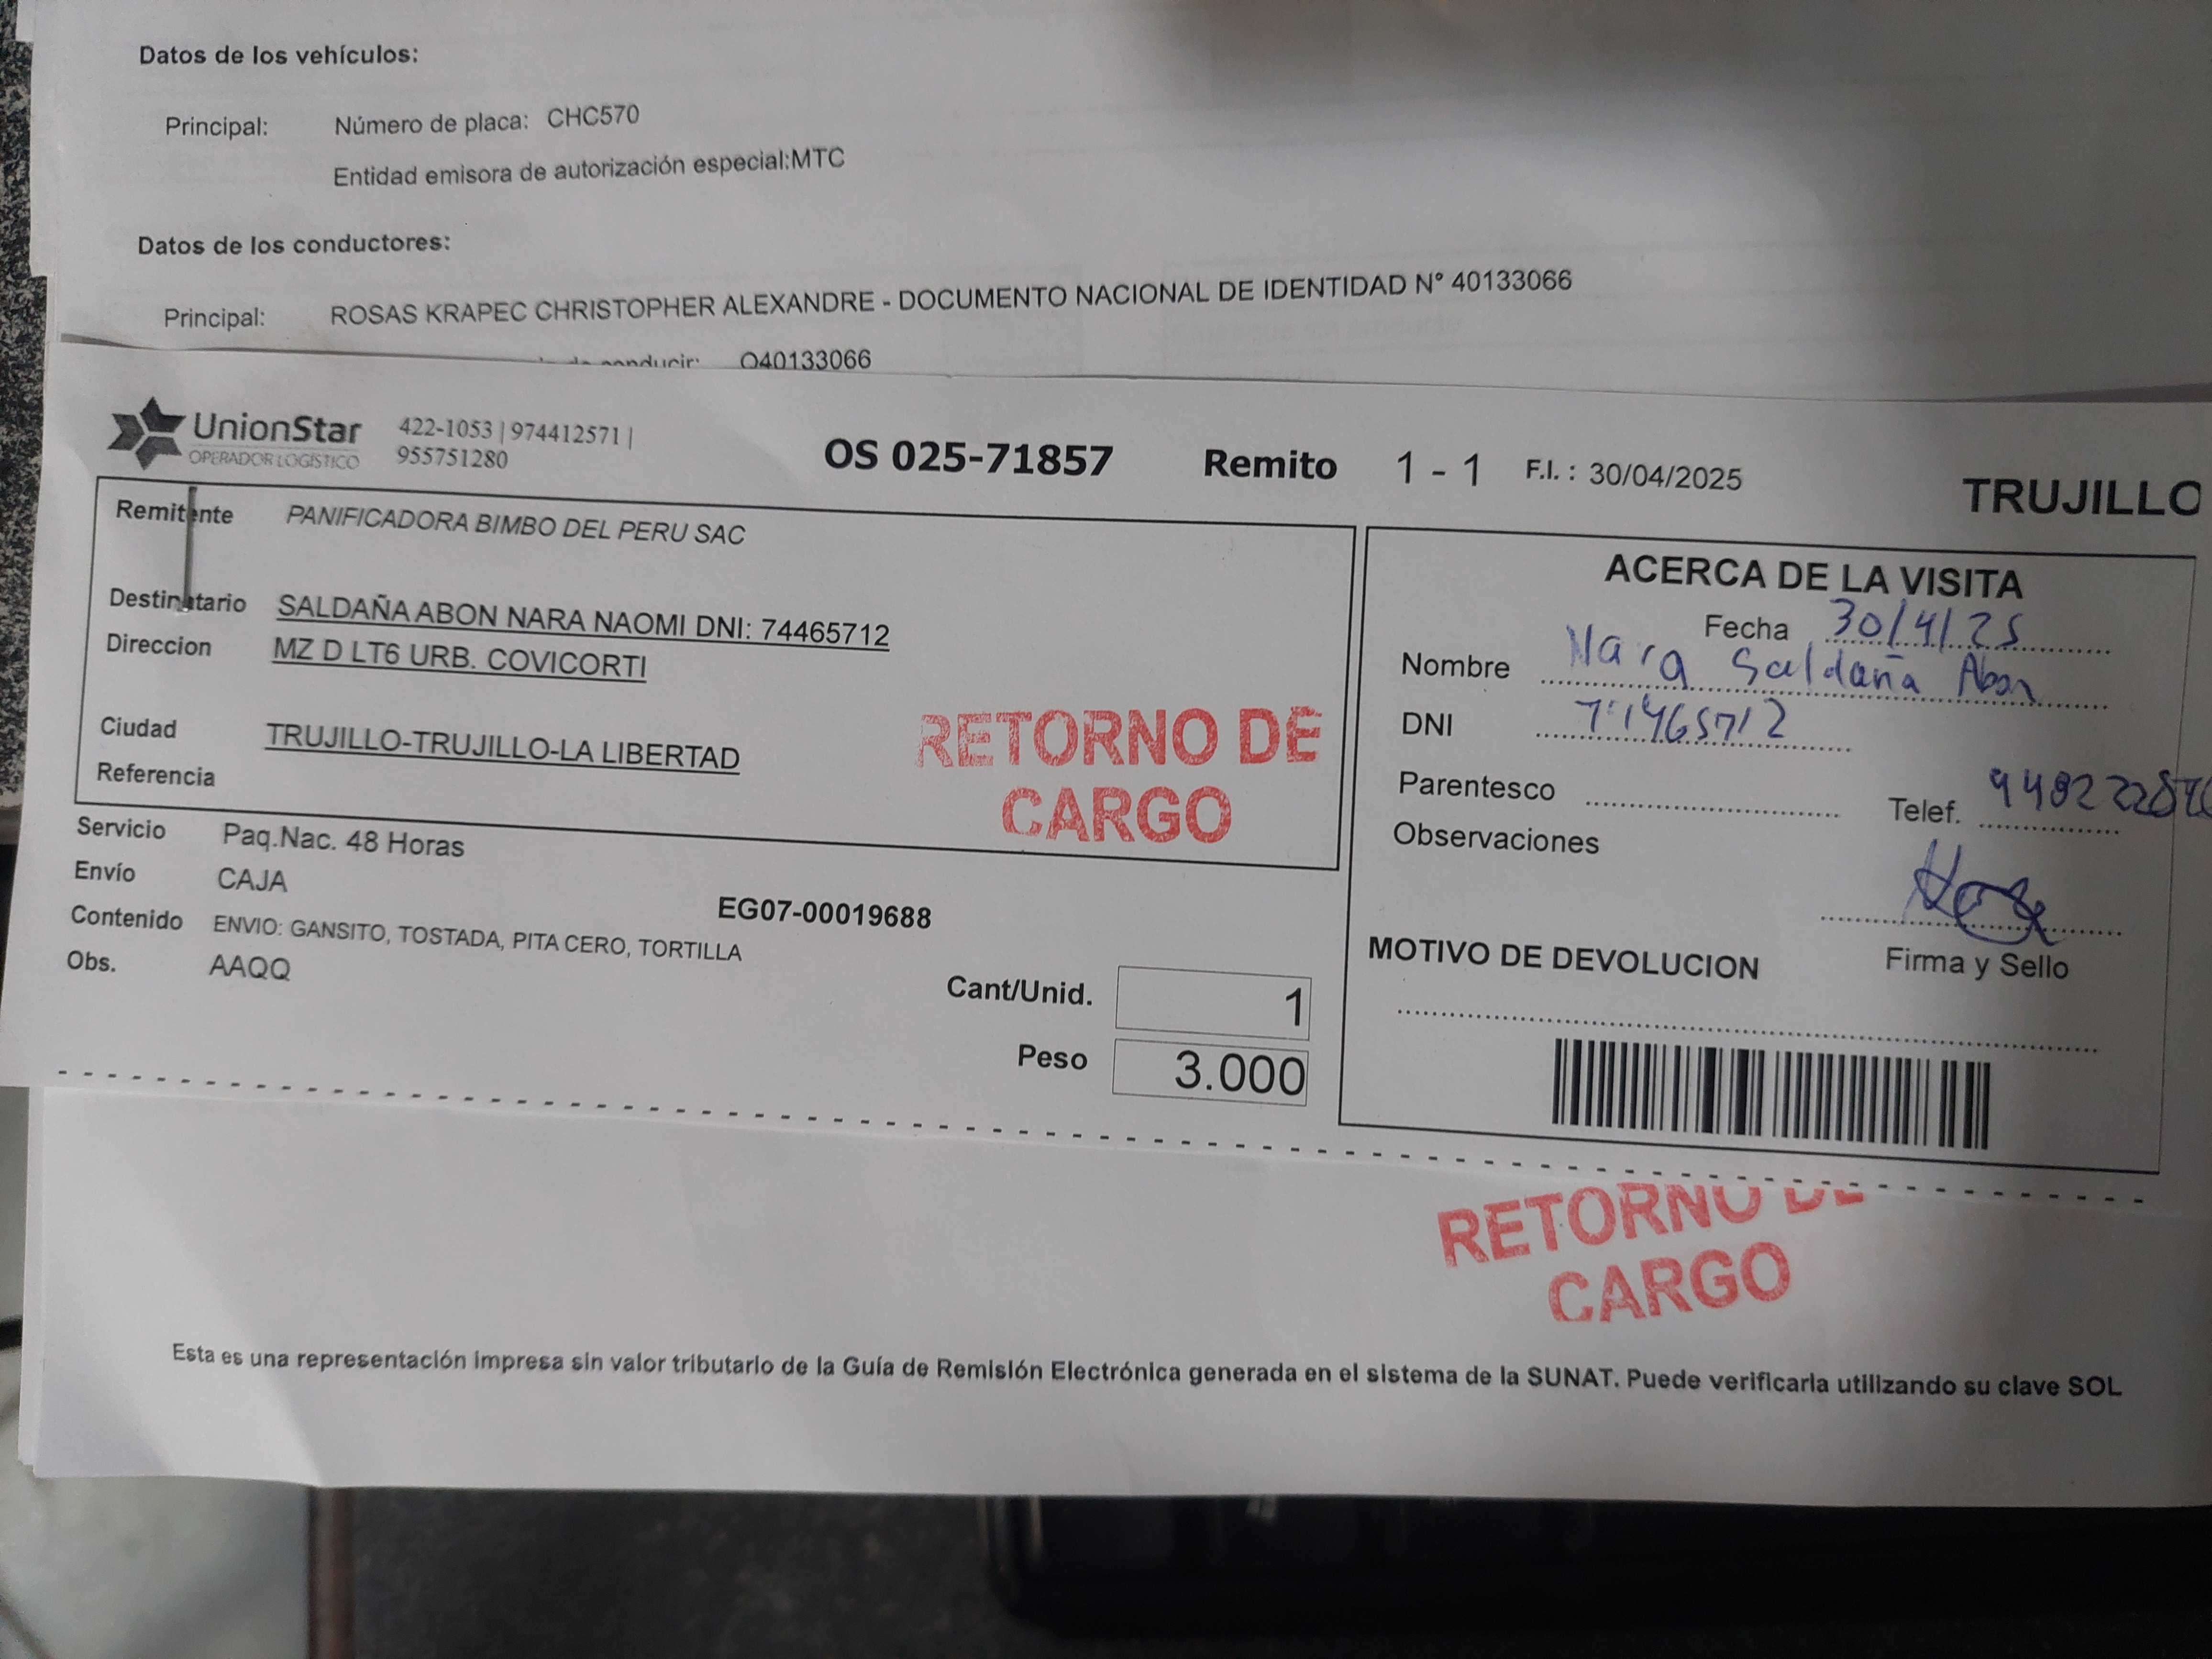 Datos de los vehículos:
Principal: Número de placa: CHC570
Entidad emisora de autorización especial:MTC
Datos de los conductores:
Principal: ROSAS KRAPEC CHRISTOPHER ALEXANDRE - DOCUMENTO NACIONAL DE IDENTIDAD N° 40133066
conducir: Q40133066
UnionStar
OPERADOR LOGÍSTICO
422-1053 | 974412571 |
955751280
OS 025-71857 Remito 1 - 1 F.I. : 30/04/2025 TRUJILLO
Remitente PANIFICADORA BIMBO DEL PERU SAC
Destinatario SALDAÑA ABON NARA NAOMI DNI: 74465712
Direccion MZ D LT6 URB. COVICORTI
Ciudad TRUJILLO-TRUJILLO-LA LIBERTAD
Referencia
RETORNO DE
CARGO
Servicio Paq.Nac. 48 Horas
Envío CAJA
EG07-00019688
Contenido ENVIO: GANSITO, TOSTADA, PITA CERO, TORTILLA
Obs. AAQQ
Cant/Unid. 1
Peso 3.000
ACERCA DE LA VISITA
Fecha 30/4/25
Nombre Nara Saldaña Abon
DNI
Parentesco Telef.
Observaciones
Firma y Sello
MOTIVO DE DEVOLUCION
RETORNO DE
CARGO
Esta es una representación impresa sin valor tributario de la Guía de Remisión Electrónica generada en el sistema de la SUNAT. Puede verificarla utilizando su clave SOL